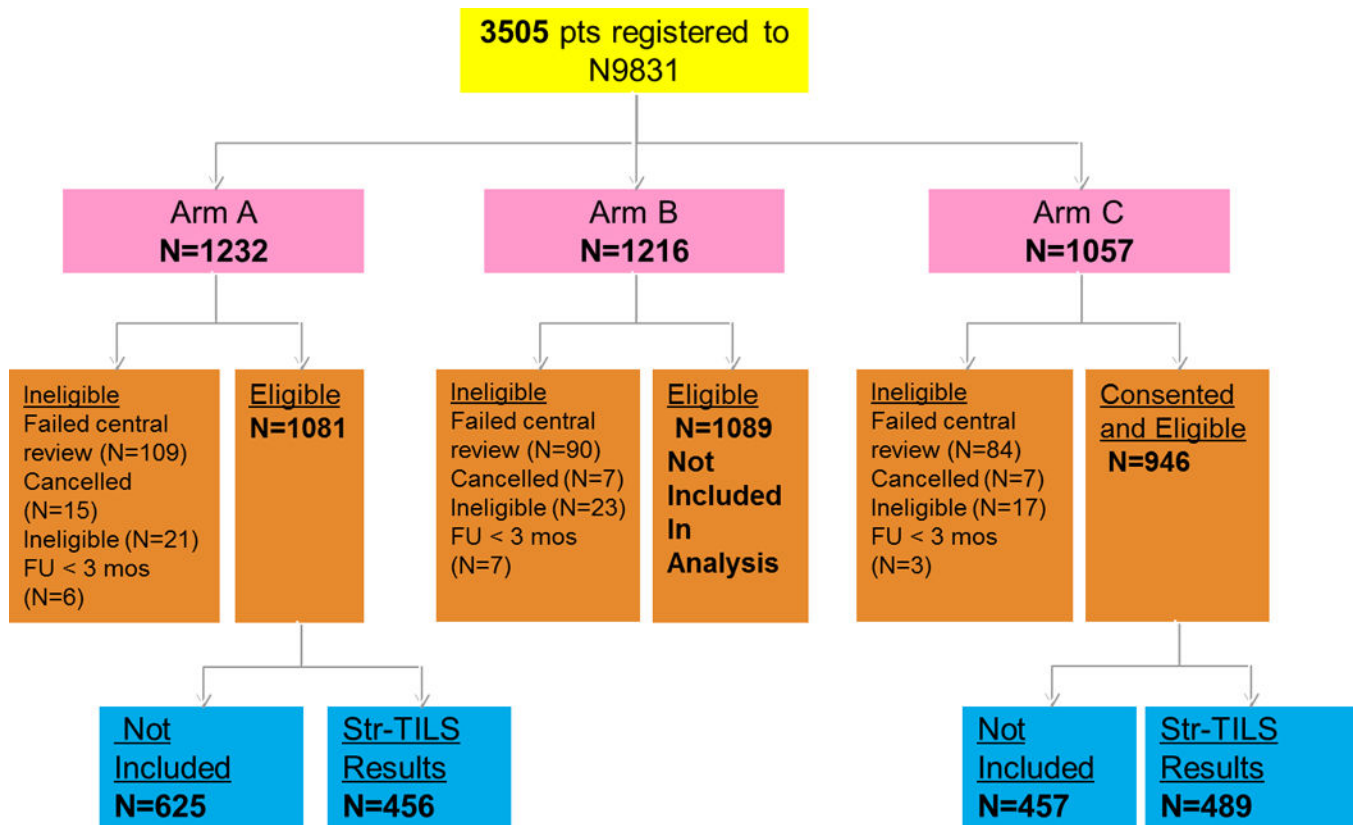 3505 pts registered to
N9831
Arm A
N=1232
Arm B
N=1216
Arm C
N=1057
Ineligible
Failed central
review (N=109)
Cancelled
(N=15)
Ineligible (N=21)
FU < 3 mos
(N=6)
Eligible
N=1081
Ineligible
Failed central
review (N=90)
Cancelled (N=7)
Ineligible (N=23)
FU < 3 mos
(N=7)
Eligible
N=1089
Not
Included
In
Analysis
Ineligible
Failed central
review (N=84)
Cancelled (N=7)
Ineligible (N=17)
FU < 3 mos
(N=3)
Consented
and Eligible
N=946
Not
Included
N=625
Str-TILS
Results
N=456
Not
Included
N=457
Str-TILS
Results
N=489